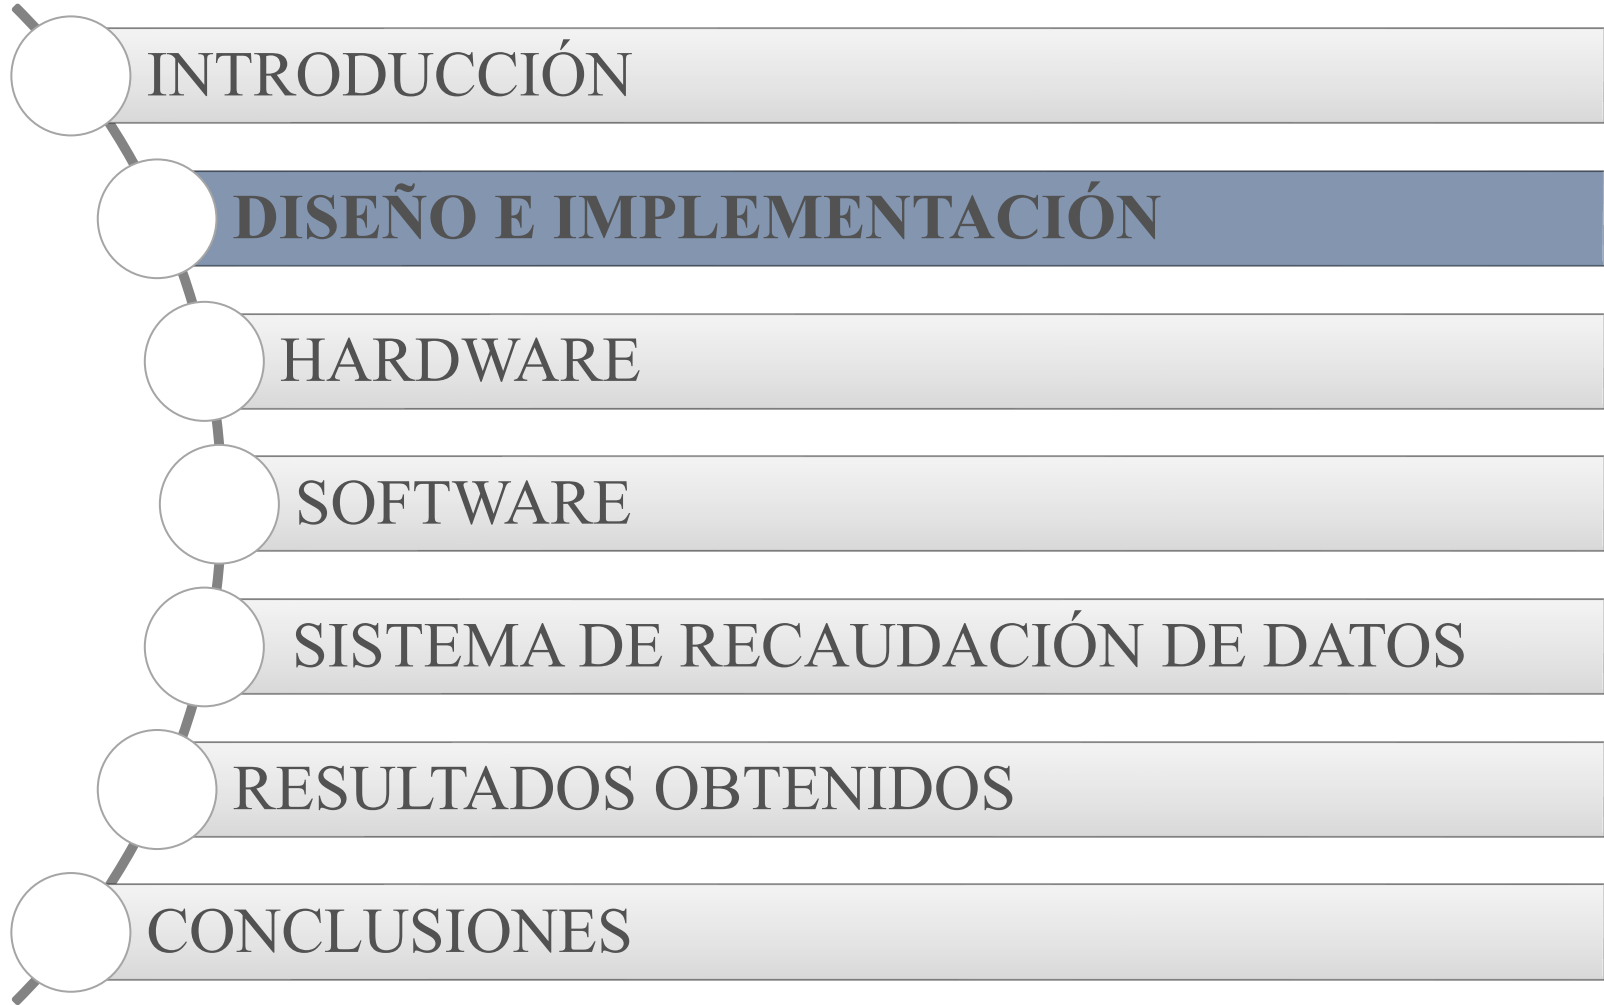 INTRODUCCIÓN
DISEÑO E IMPLEMENTACIÓN
HARDWARE
SOFTWARE
SISTEMA DE RECAUDACIÓN DE DATOS
RESULTADOS OBTENIDOS
CONCLUSIONES